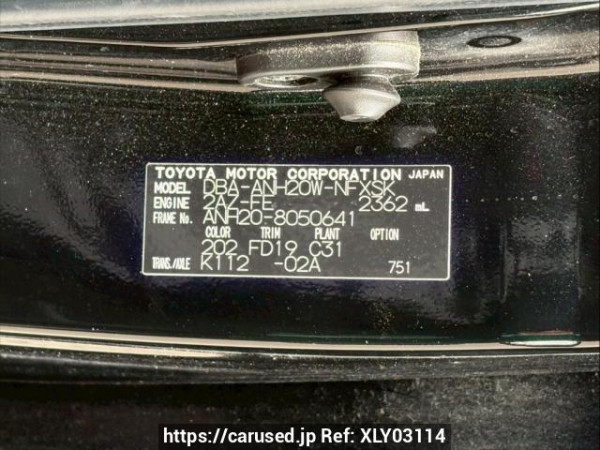 TOYOTA MOTOR CORPORATION JAPAN
MODEL DBA-ANH20W-NFXSK
ENGINE 2AZ-FE 2362 mL
FRAME No. ANH20-8050641
COLOR TRIM PLANT OPTION
202 FD19 C31
TRANS./AXLE K112 -02A 751
https://carused.jp Ref: XLY03114